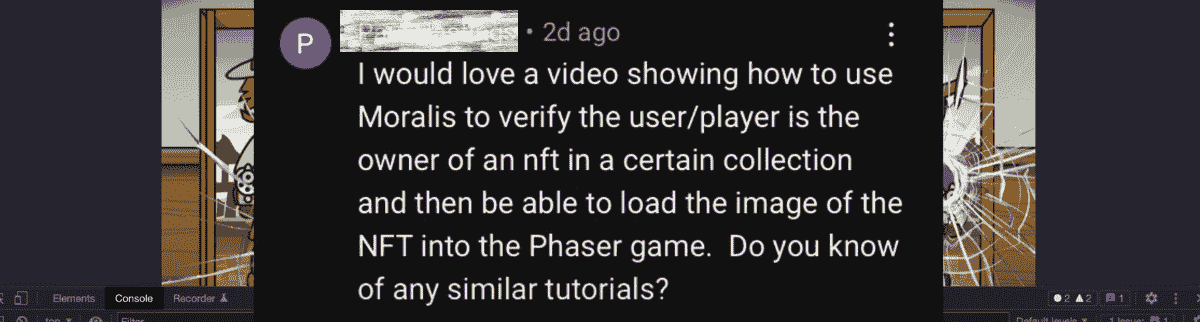 P
• 2d ago
I would love a video showing how to use
Moralis to verify the user/player is the
owner of an nft in a certain collection
and then be able to load the image of the
NFT into the Phaser game.  Do you know
of any similar tutorials?
Elements Console Recorder 2 2 1
top Filter Default levels 1 Issue: 1